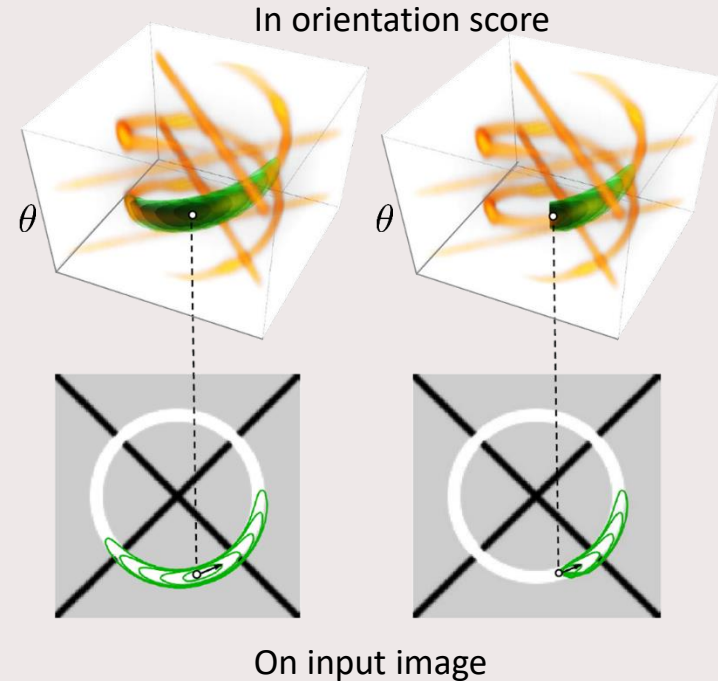 In orientation score
θ
θ
On input image